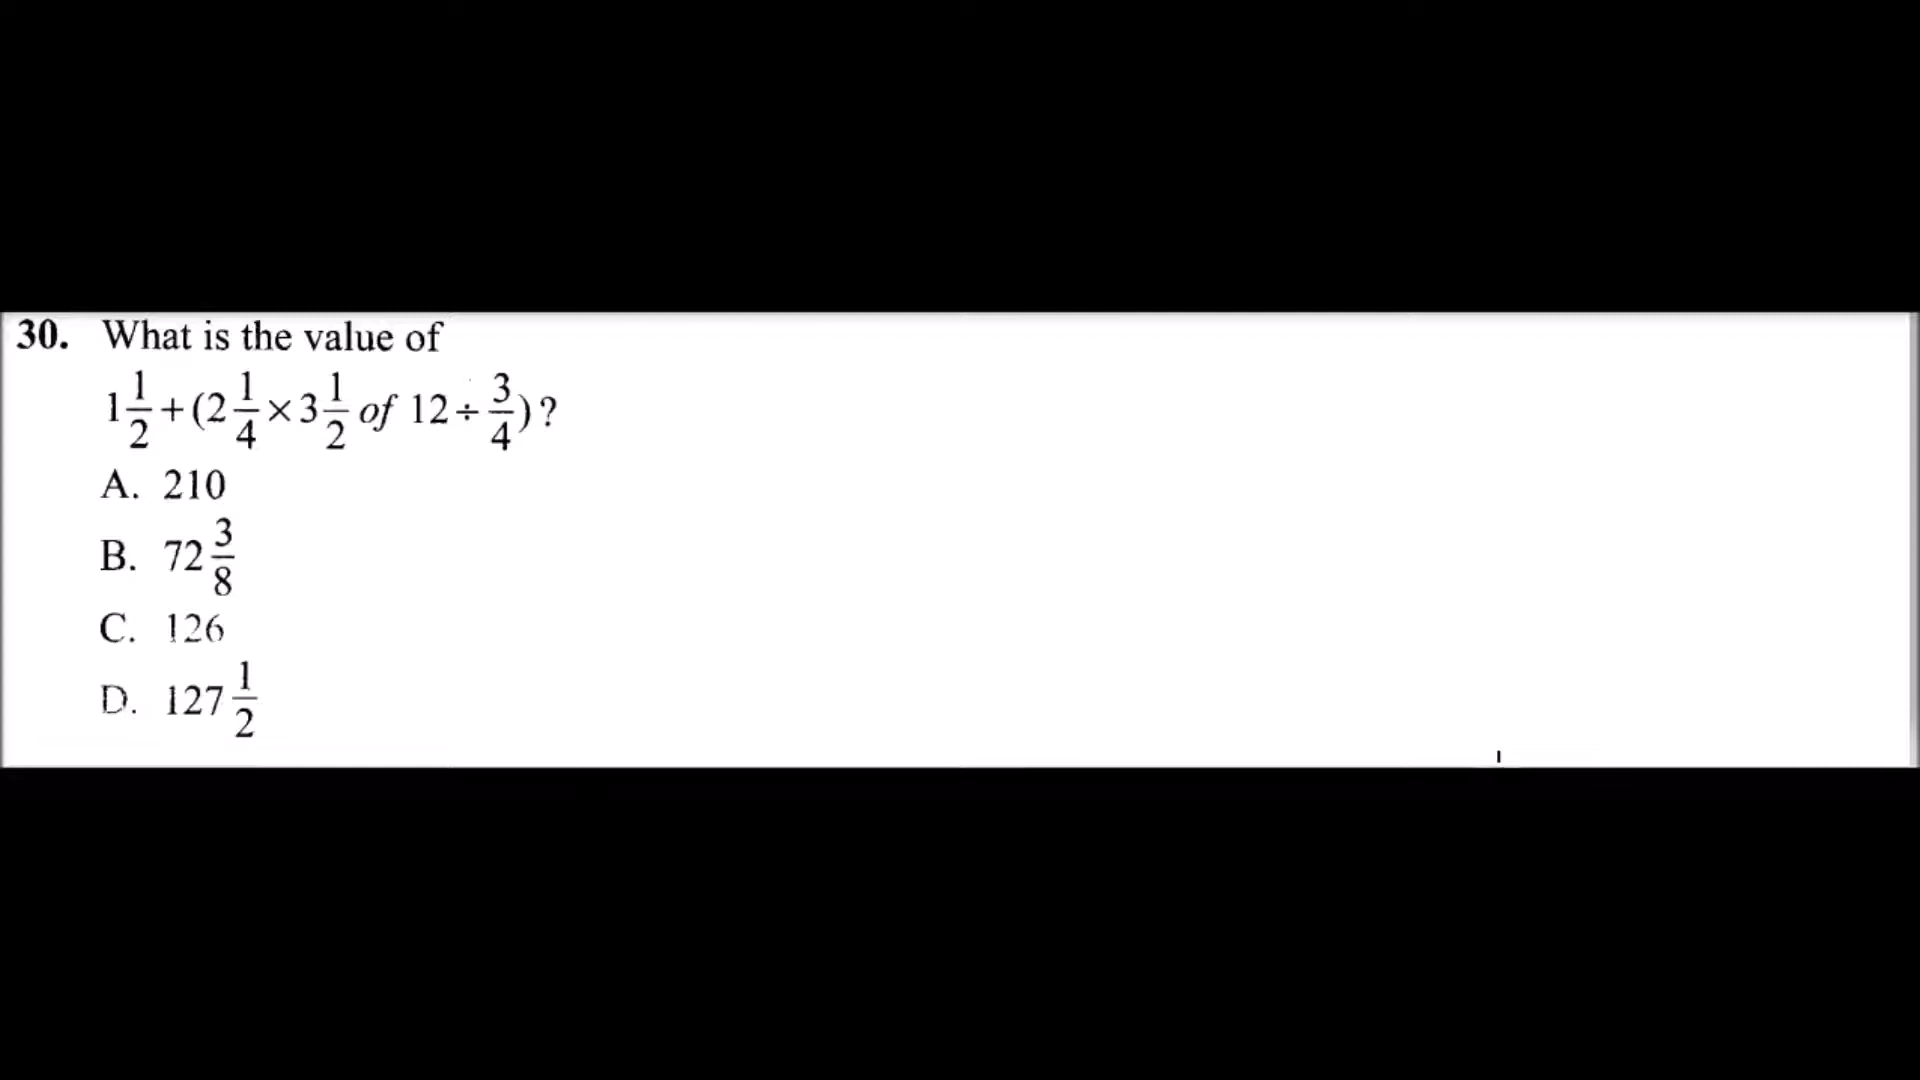 30. What is the value of
1 1/2 + (2 1/4 × 3 1/2 of 12 ÷ 3/4) ?
A. 210
B. 72 3/8
C. 126
D. 127 1/2